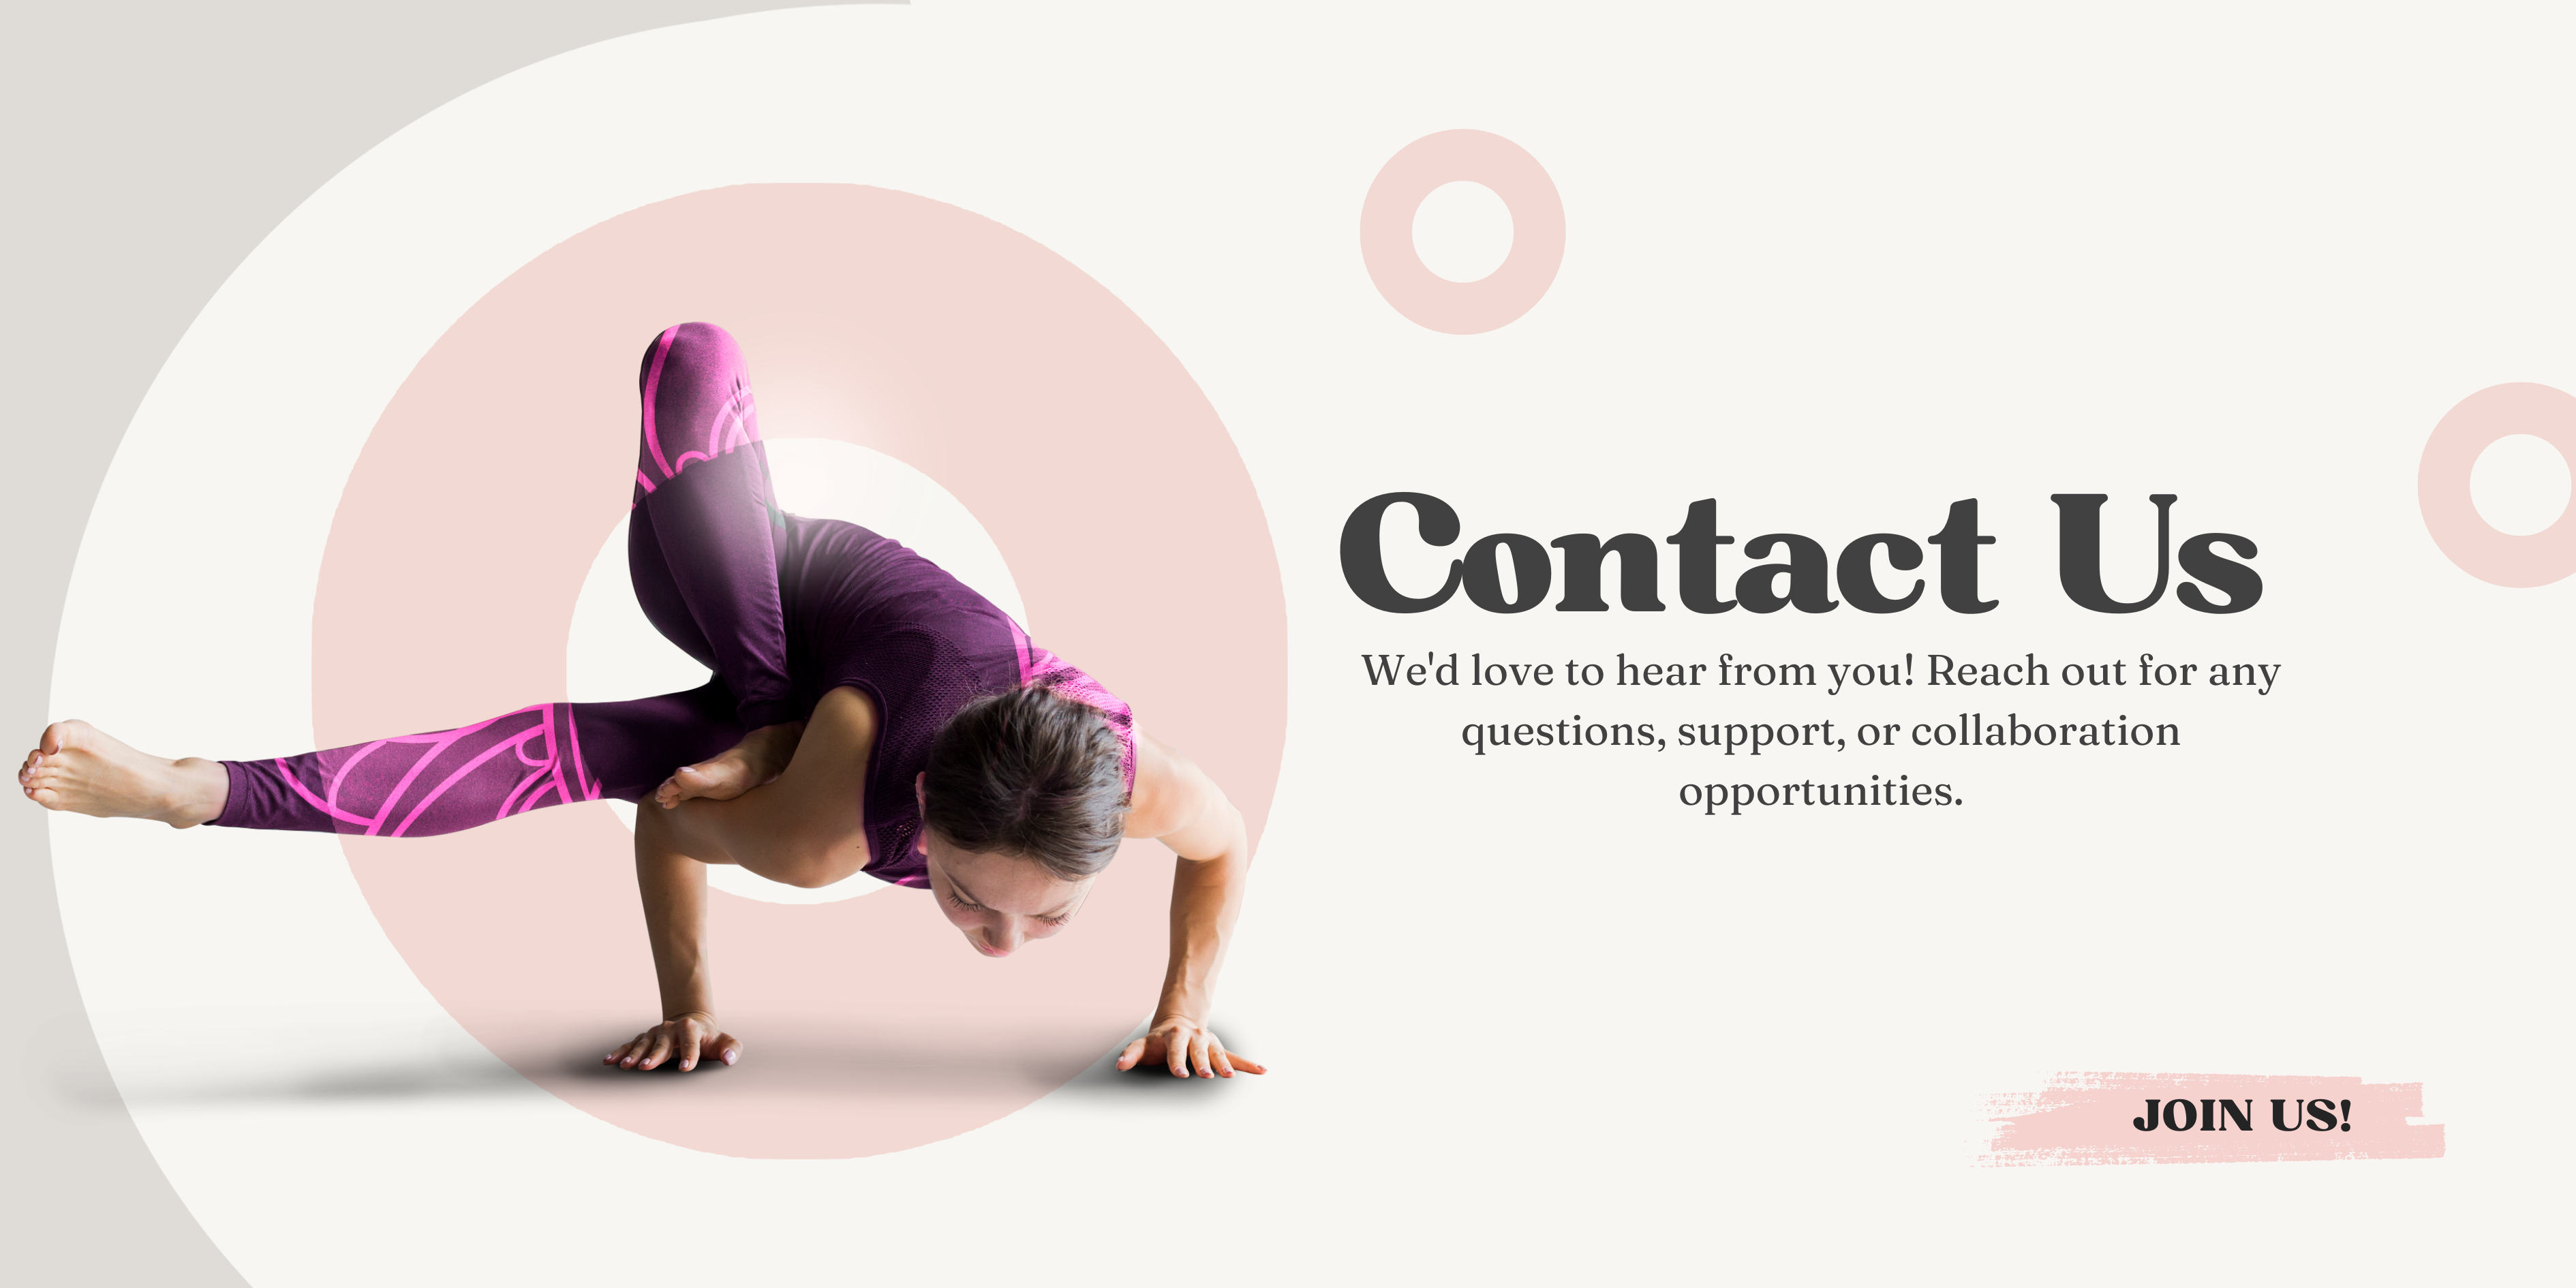 Contact Us
We'd love to hear from you! Reach out for any
questions, support, or collaboration
opportunities.
JOIN US!